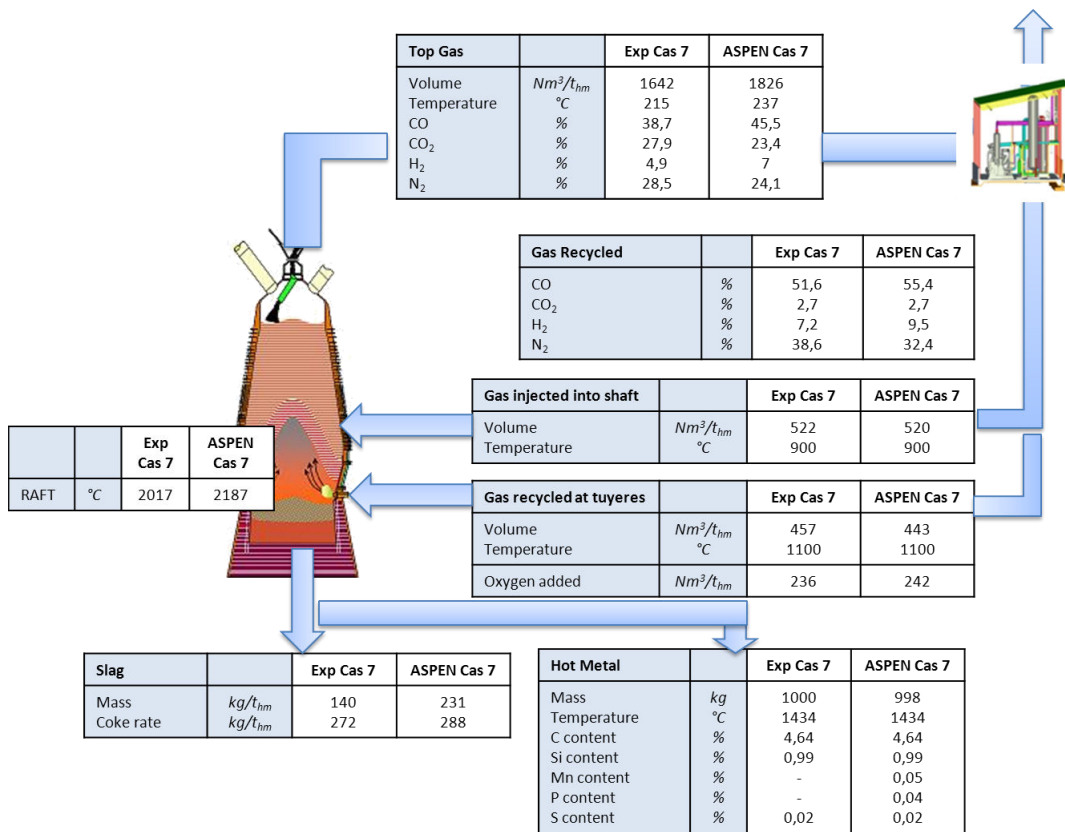 Top Gas Exp Cas 7 ASPEN Cas 7
Volume Nm³/t_hm 1642 1826
Temperature °C 215 237
CO % 38,7 45,5
CO₂ % 27,9 23,4
H₂ % 4,9 7
N₂ % 28,5 24,1
Gas Recycled Exp Cas 7 ASPEN Cas 7
CO % 51,6 55,4
CO₂ % 2,7 2,7
H₂ % 7,2 9,5
N₂ % 38,6 32,4
Gas injected into shaft Exp Cas 7 ASPEN Cas 7
Volume Nm³/t_hm 522 520
Temperature °C 900 900
Exp Cas 7 ASPEN Cas 7
RAFT °C 2017 2187
Gas recycled at tuyeres Exp Cas 7 ASPEN Cas 7
Volume Nm³/t_hm 457 443
Temperature °C 1100 1100
Oxygen added Nm³/t_hm 236 242
Slag Exp Cas 7 ASPEN Cas 7
Mass kg/t_hm 140 231
Coke rate kg/t_hm 272 288
Hot Metal Exp Cas 7 ASPEN Cas 7
Mass kg 1000 998
Temperature °C 1434 1434
C content % 4,64 4,64
Si content % 0,99 0,99
Mn content % - 0,05
P content % - 0,04
S content % 0,02 0,02